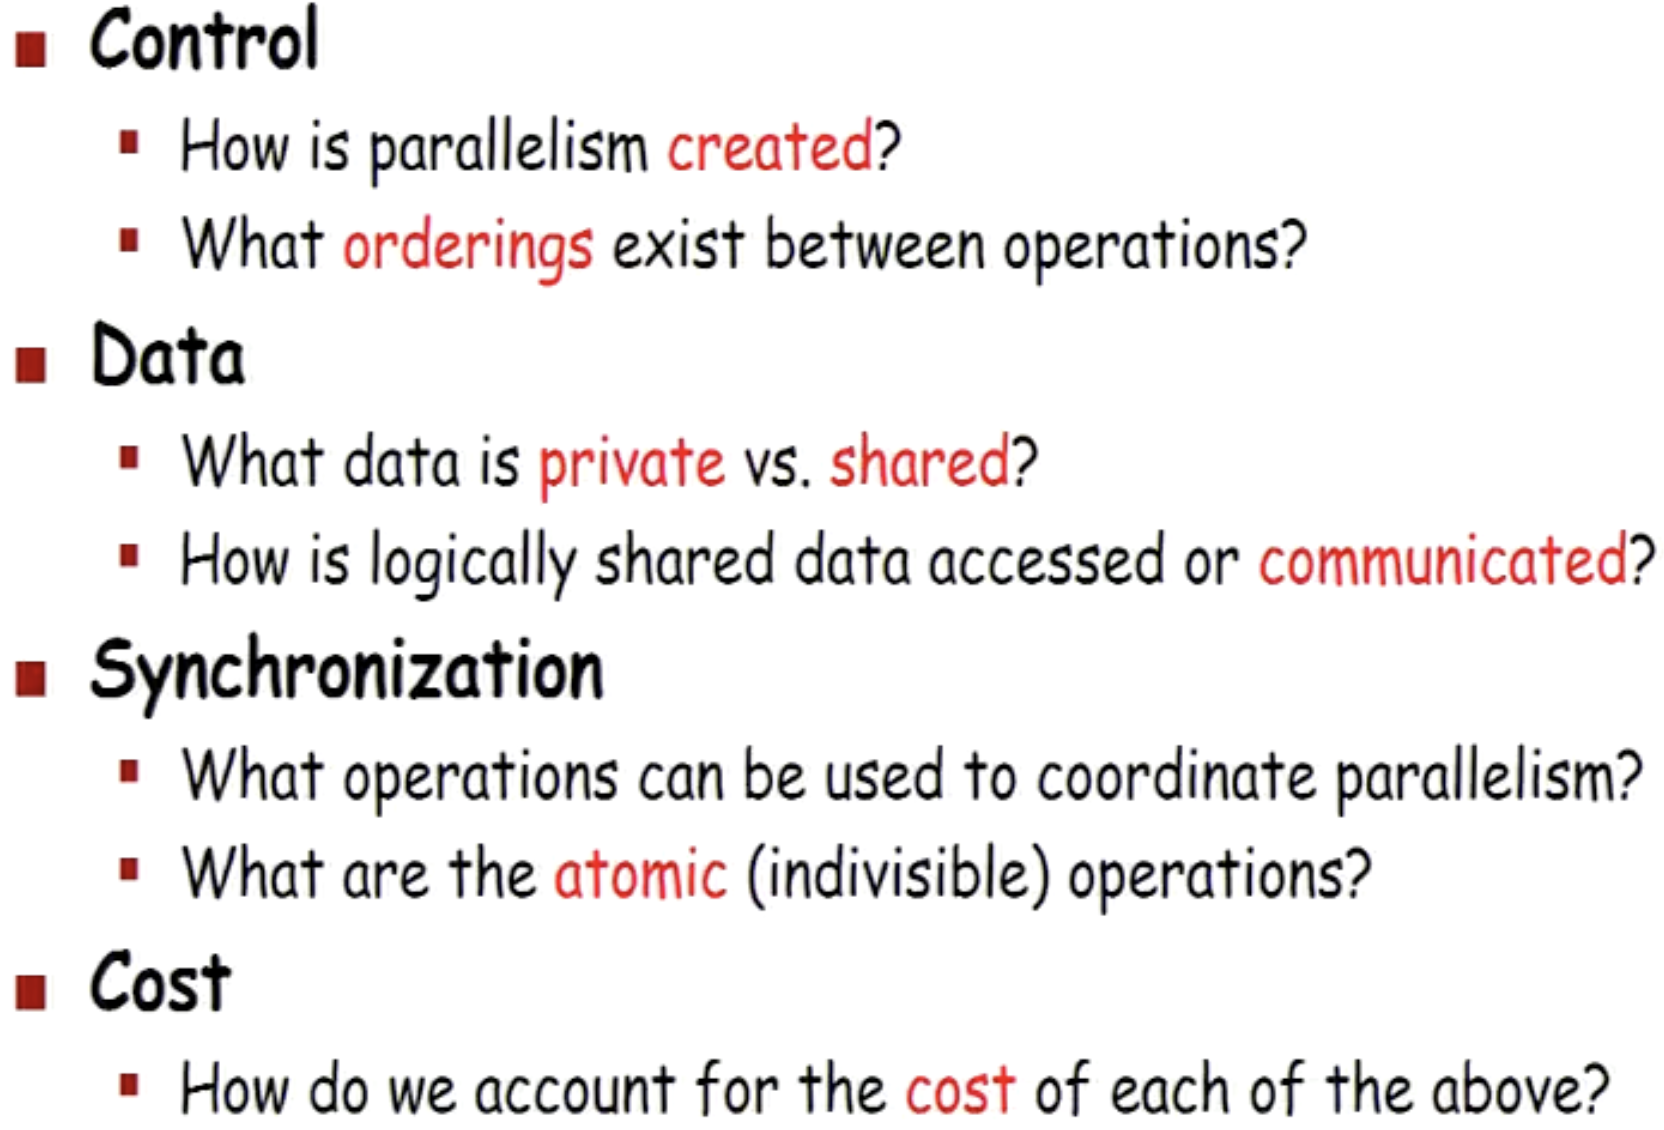 Control
How is parallelism created?
What orderings exist between operations?
Data
What data is private vs. shared?
How is logically shared data accessed or communicated?
Synchronization
What operations can be used to coordinate parallelism?
What are the atomic (indivisible) operations?
Cost
How do we account for the cost of each of the above?